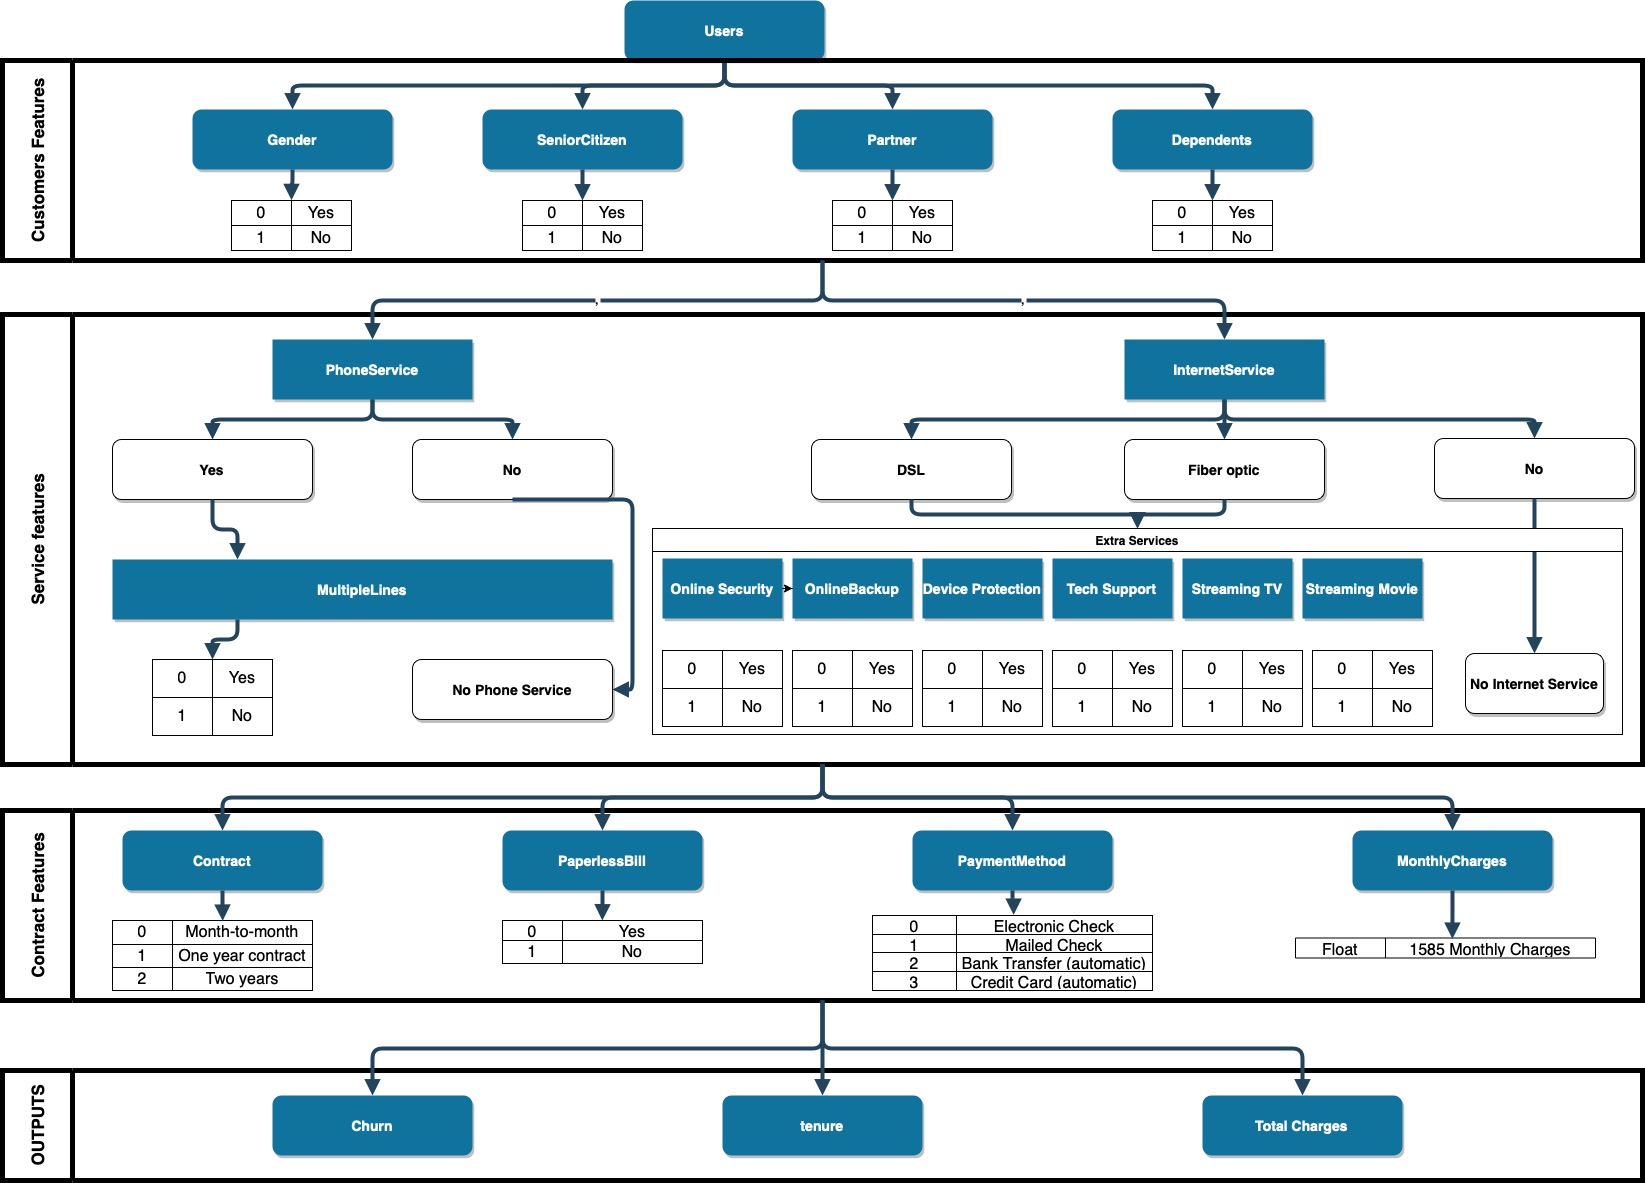 Users
Customers Features
Gender SeniorCitizen Partner Dependents
0 Yes 0 Yes 0 Yes 0 Yes
1 No 1 No 1 No 1 No
, ,
Service features
PhoneService InternetService
Yes No DSL Fiber optic No
Extra Services
MultipleLines Online Security OnlineBackup Device Protection Tech Support Streaming TV Streaming Movie
0 Yes 0 Yes 0 Yes 0 Yes 0 Yes 0 Yes 0 Yes
No Phone Service No Internet Service
1 No 1 No 1 No 1 No 1 No 1 No 1 No
Contract Features
Contract PaperlessBill PaymentMethod MonthlyCharges
0 Month-to-month 0 Yes 0 Electronic Check
1 One year contract 1 No 1 Mailed Check Float 1585 Monthly Charges
2 Two years 2 Bank Transfer (automatic)
3 Credit Card (automatic)
OUTPUTS
Churn tenure Total Charges